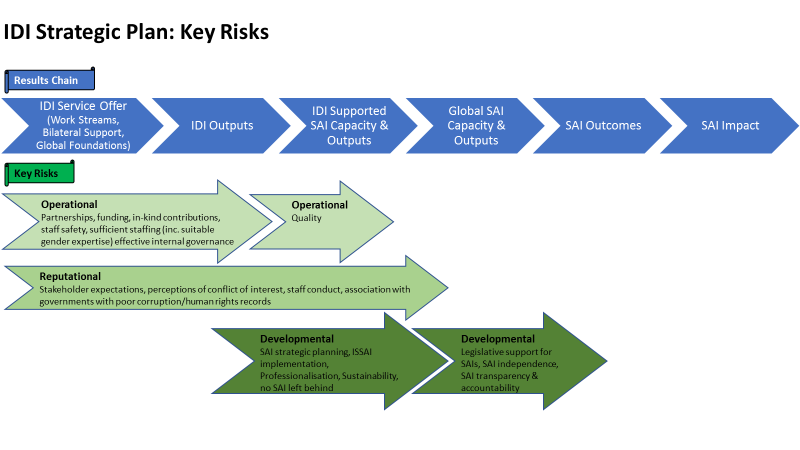 IDI Strategic Plan: Key Risks
Results Chain
IDI Service Offer
(Work Streams,
Bilateral Support,
Global Foundations)
IDI Outputs
IDI Supported
SAI Capacity &
Outputs
Global SAI
Capacity &
Outputs
SAI Outcomes
SAI Impact
Key Risks
Operational
Partnerships, funding, in-kind contributions,
staff safety, sufficient staffing (inc. suitable
gender expertise) effective internal governance
Operational
Quality
Reputational
Stakeholder expectations, perceptions of conflict of interest, staff conduct, association with
governments with poor corruption/human rights records
Developmental
SAI strategic planning, ISSAI
implementation,
Professionalisation, Sustainability,
no SAI left behind
Developmental
Legislative support for
SAIs, SAI independence,
SAI transparency &
accountability